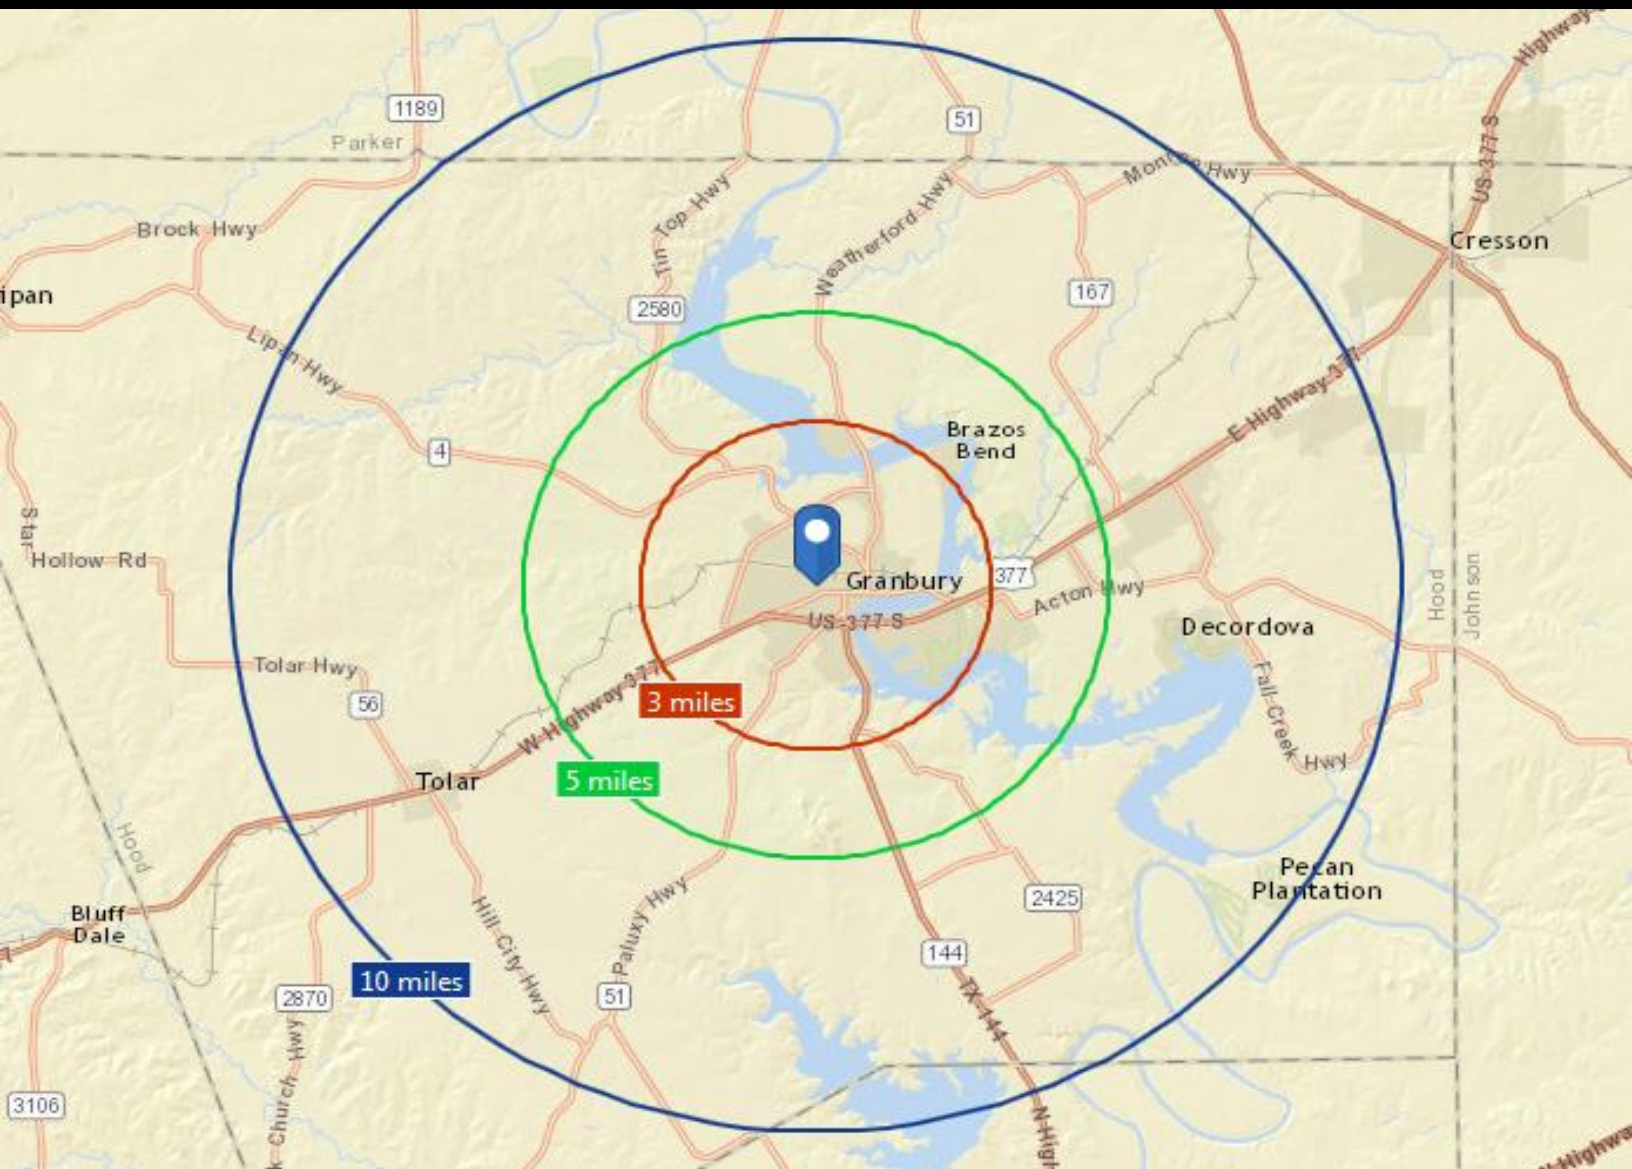 Highway
1189
51
Parker
US-377 S
Monroe Hwy
Tin Top Hwy
Weatherford Hwy
Brock Hwy
Cresson
ipan
2580
167
Lipan Hwy
E Highway 377
4
Brazos
Bend
Star
Hollow Rd
377
Granbury
Acton Hwy
Hood
Johnson
US-377 S
Decordova
Tolar Hwy
56
W Highway 377
3 miles
Fall Creek
Hwy
Tolar
5 miles
Hood
Pecan
Plantation
2425
Bluff
Dale
Hill City Hwy
Paluxy Hwy
144
7
10 miles
2870
51
TX-144
3106
k Church Hwy
N High
Highwa